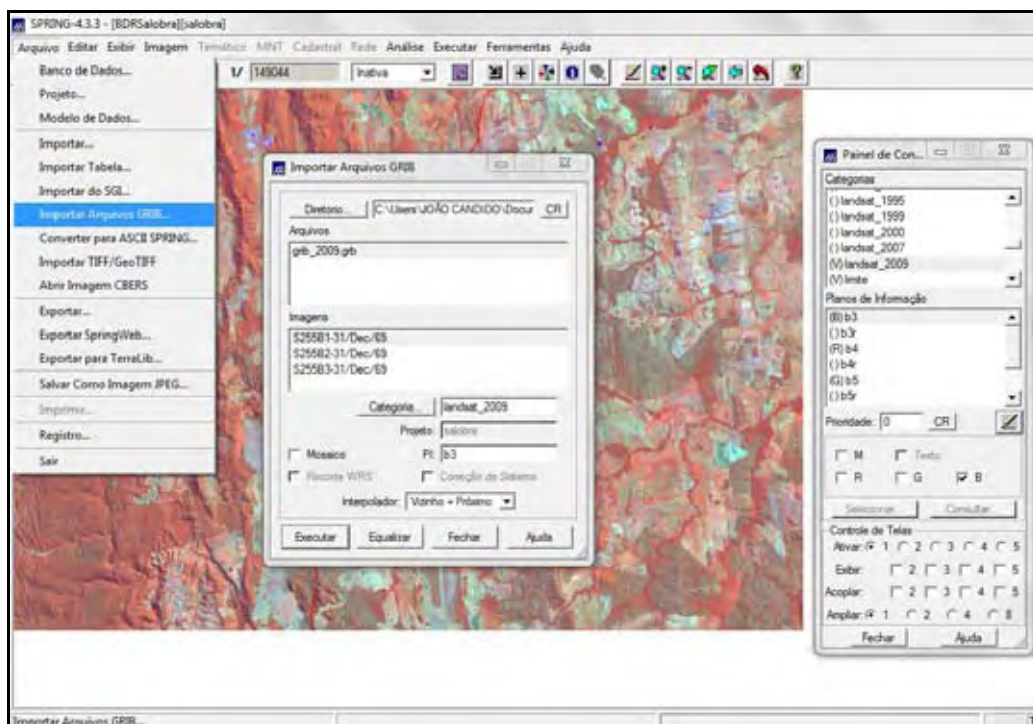 SPRING-4.3.3 - [BDRSalobra][salobra]
Arquivo Editar Exibir Imagem Temático MNT Cadastral Rede Análise Executar Ferramentas Ajuda
1/ 149044 Inativa
Banco de Dados...
Projeto...
Modelo de Dados...
Importar...
Importar Tabela...
Importar do SGI...
Importar Arquivos GRIB...
Converter para ASCII SPRING...
Importar TIFF/GeoTIFF
Abrir Imagem CBERS
Exportar...
Exportar SpringWeb...
Exportar para TerraLib...
Salvar Como Imagem JPEG...
Imprimir...
Registro...
Sair
Importar Arquivos GRIB
Diretório... C:\Users\JOÃO CANDIDO\Docur CR
Arquivos
grib_2009.grb
Imagens
S255B1-31/Dec/69
S255B2-31/Dec/69
S255B3-31/Dec/69
Categoria... landsat_2009
Projeto: salobra
Mosaico PI: b3
Recorte WRS Correção de Sistema
Interpolador: Vizinho + Próximo
Executar Equalizar Fechar Ajuda
Painel de Con...
Categorias
() landsat_1995
() landsat_1999
() landsat_2000
() landsat_2007
(V) landsat_2009
(V) limite
Planos de Informação
(B) b3
() b3r
(R) b4
() b4r
(G) b5
() b5r
Prioridade: 0 CR
M Texto
R G B
Selecionar... Consultar...
Controle de Telas
Ativar: 1 2 3 4 5
Exibir: 2 3 4 5
Acoplar: 2 3 4 5
Ampliar: 1 2 4 8
Fechar Ajuda
Importar Arquivos GRIB...